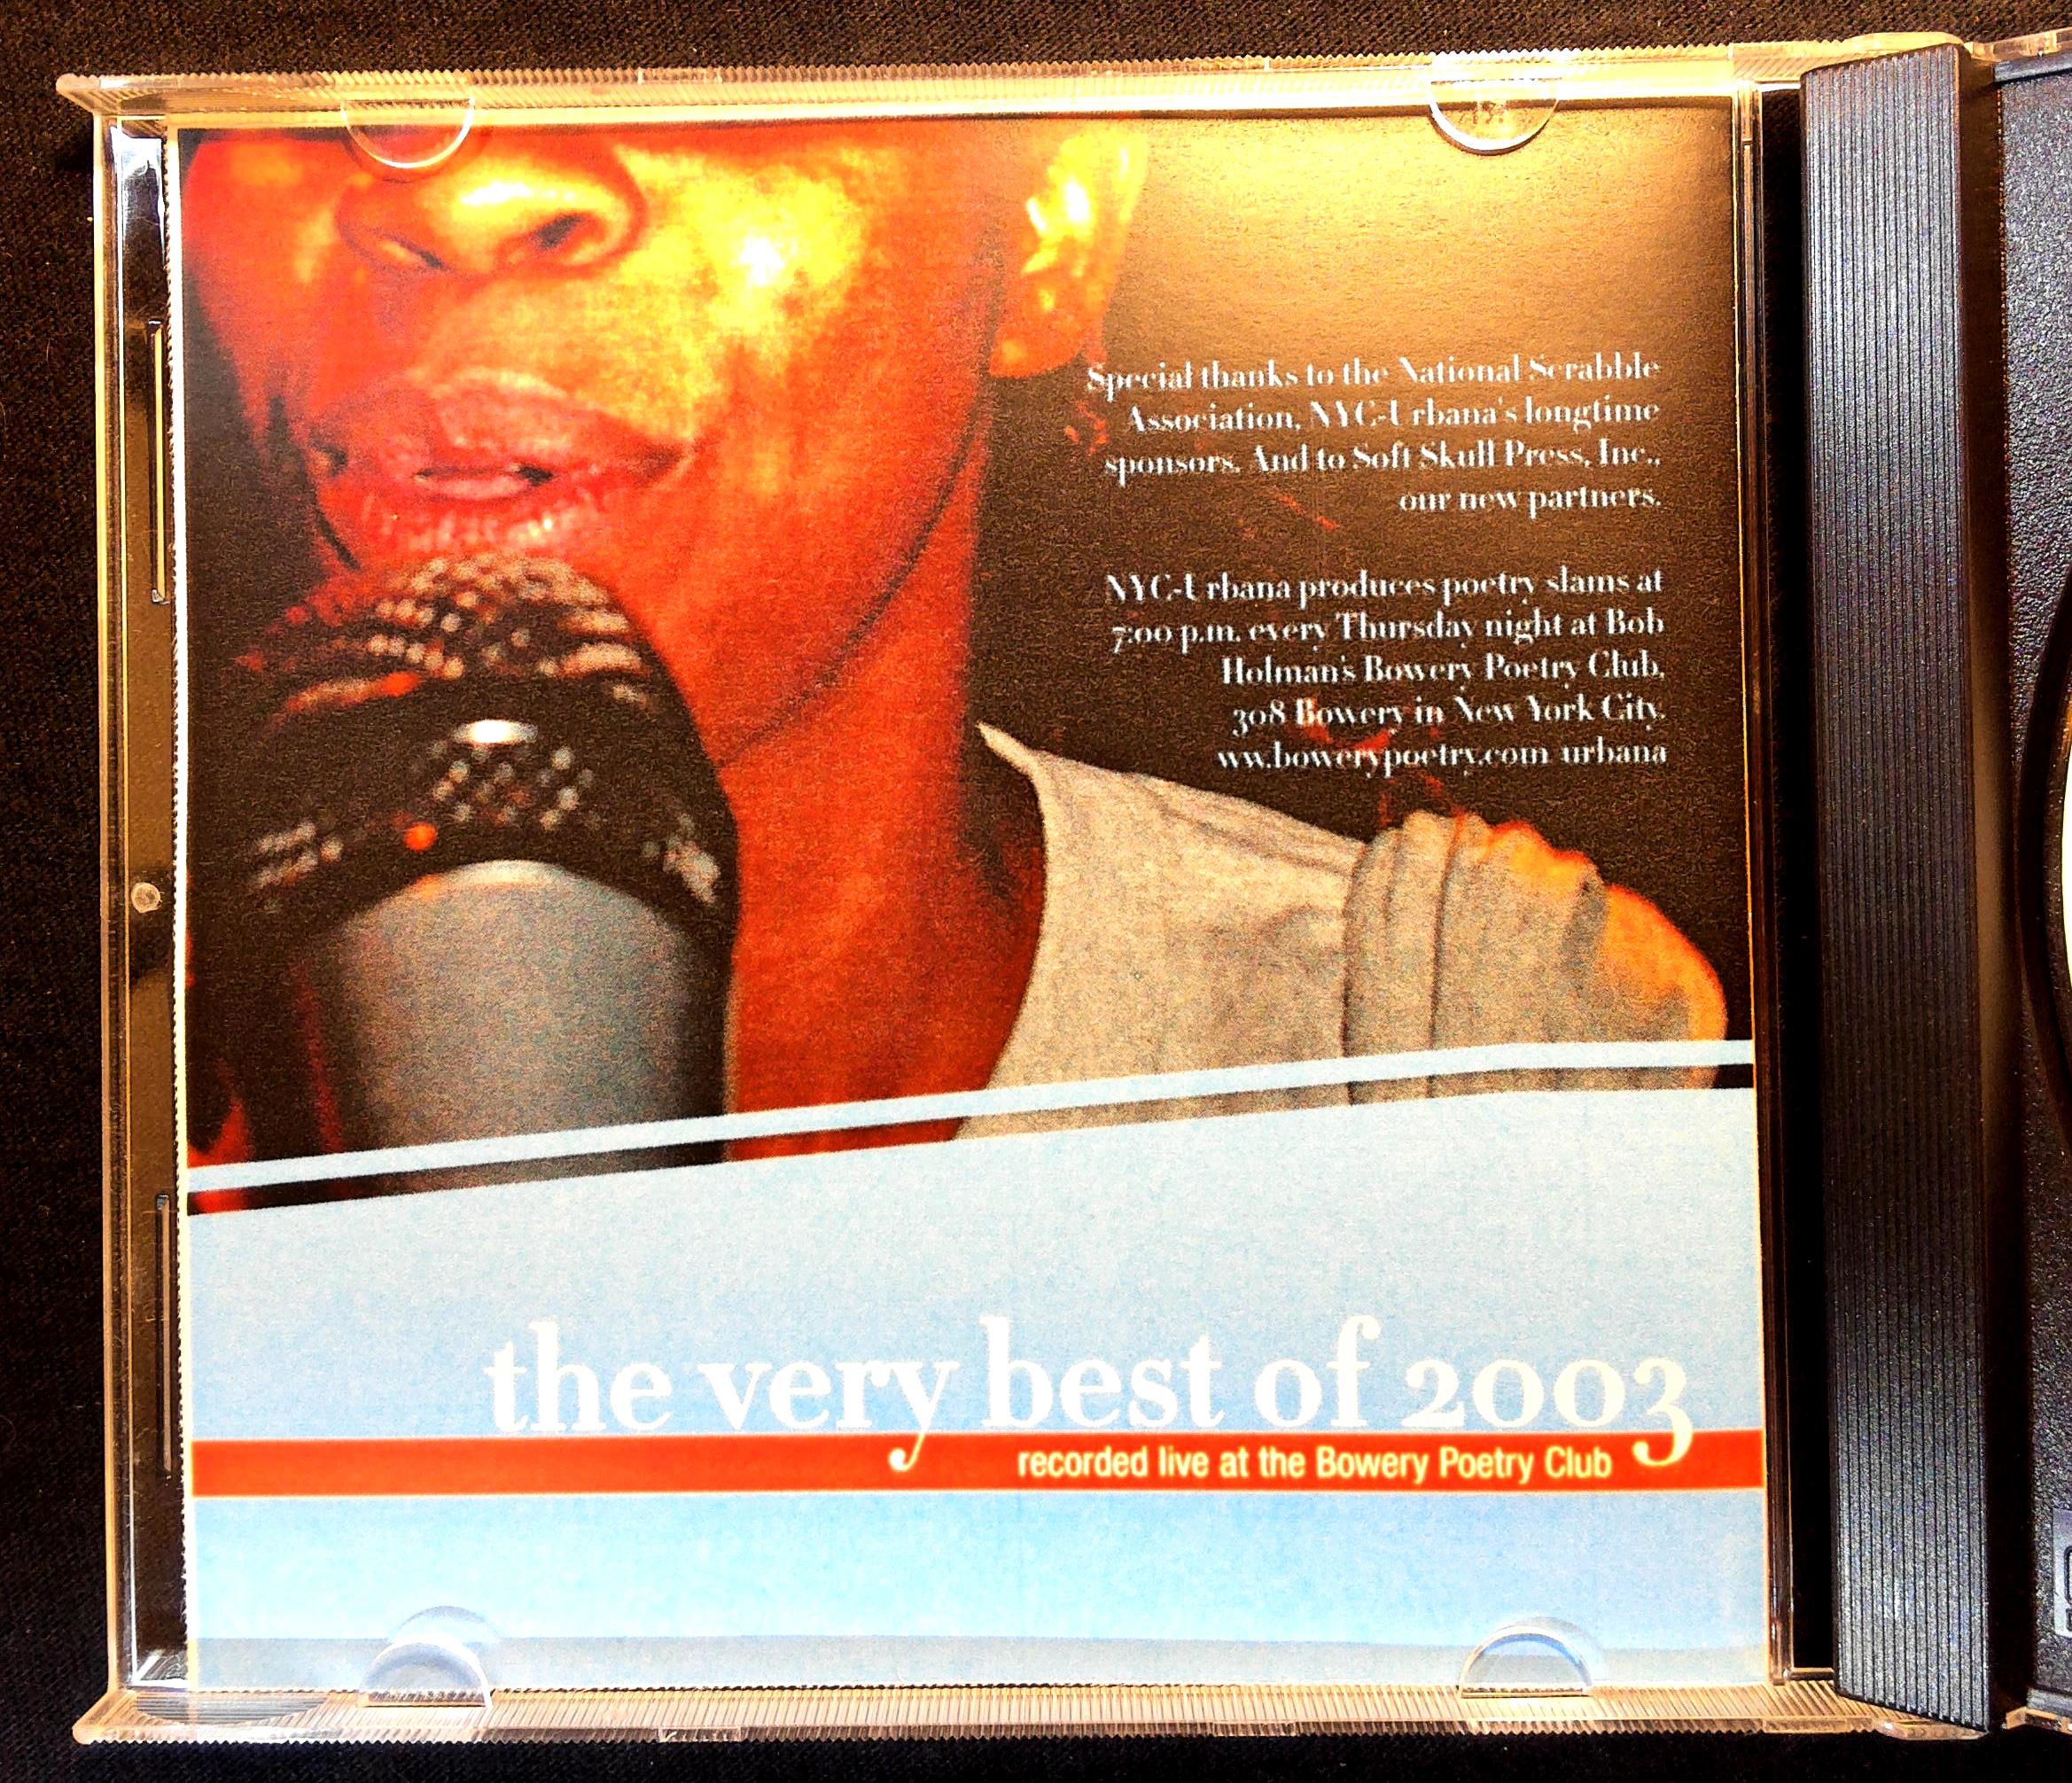 Special thanks to the National Scrabble
Association, NYC-Urbana's longtime
sponsors. And to Soft Skull Press, Inc.,
our new partners.
NYC-Urbana produces poetry slams at
7:00 p.m. every Thursday night at Bob
Holman's Bowery Poetry Club,
308 Bowery in New York City.
ww.bowerypoetry.com/urbana
the very best of 2003
recorded live at the Bowery Poetry Club